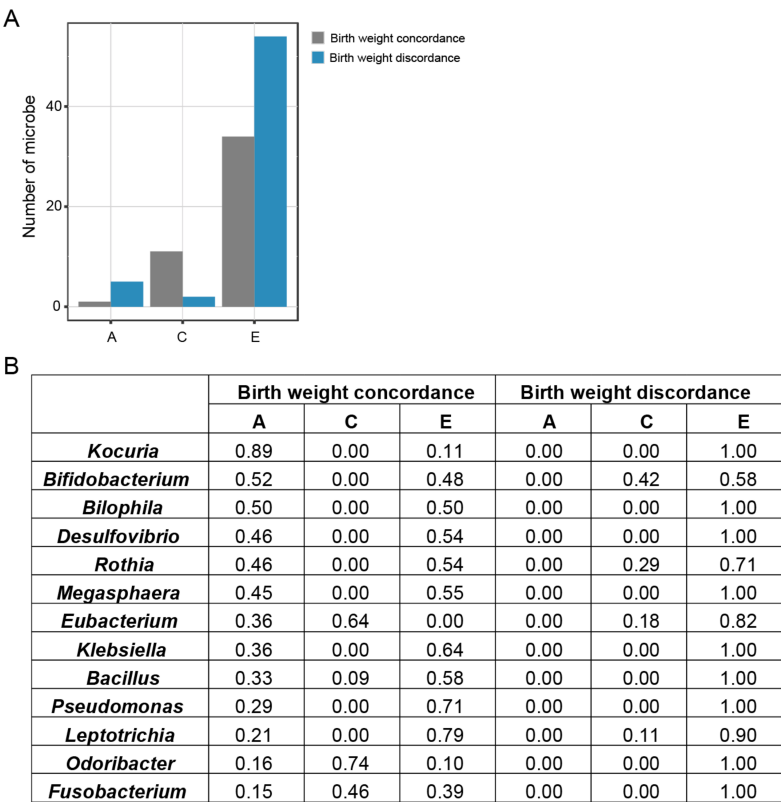 A
Birth weight concordance
Birth weight discordance
Number of microbe
40
20
0
A C E
B
Birth weight concordance Birth weight discordance
A C E A C E
Kocuria 0.89 0.00 0.11 0.00 0.00 1.00
Bifidobacterium 0.52 0.00 0.48 0.00 0.42 0.58
Bilophila 0.50 0.00 0.50 0.00 0.00 1.00
Desulfovibrio 0.46 0.00 0.54 0.00 0.00 1.00
Rothia 0.46 0.00 0.54 0.00 0.29 0.71
Megasphaera 0.45 0.00 0.55 0.00 0.00 1.00
Eubacterium 0.36 0.64 0.00 0.00 0.18 0.82
Klebsiella 0.36 0.00 0.64 0.00 0.00 1.00
Bacillus 0.33 0.09 0.58 0.00 0.00 1.00
Pseudomonas 0.29 0.00 0.71 0.00 0.00 1.00
Leptotrichia 0.21 0.00 0.79 0.00 0.11 0.90
Odoribacter 0.16 0.74 0.10 0.00 0.00 1.00
Fusobacterium 0.15 0.46 0.39 0.00 0.00 1.00